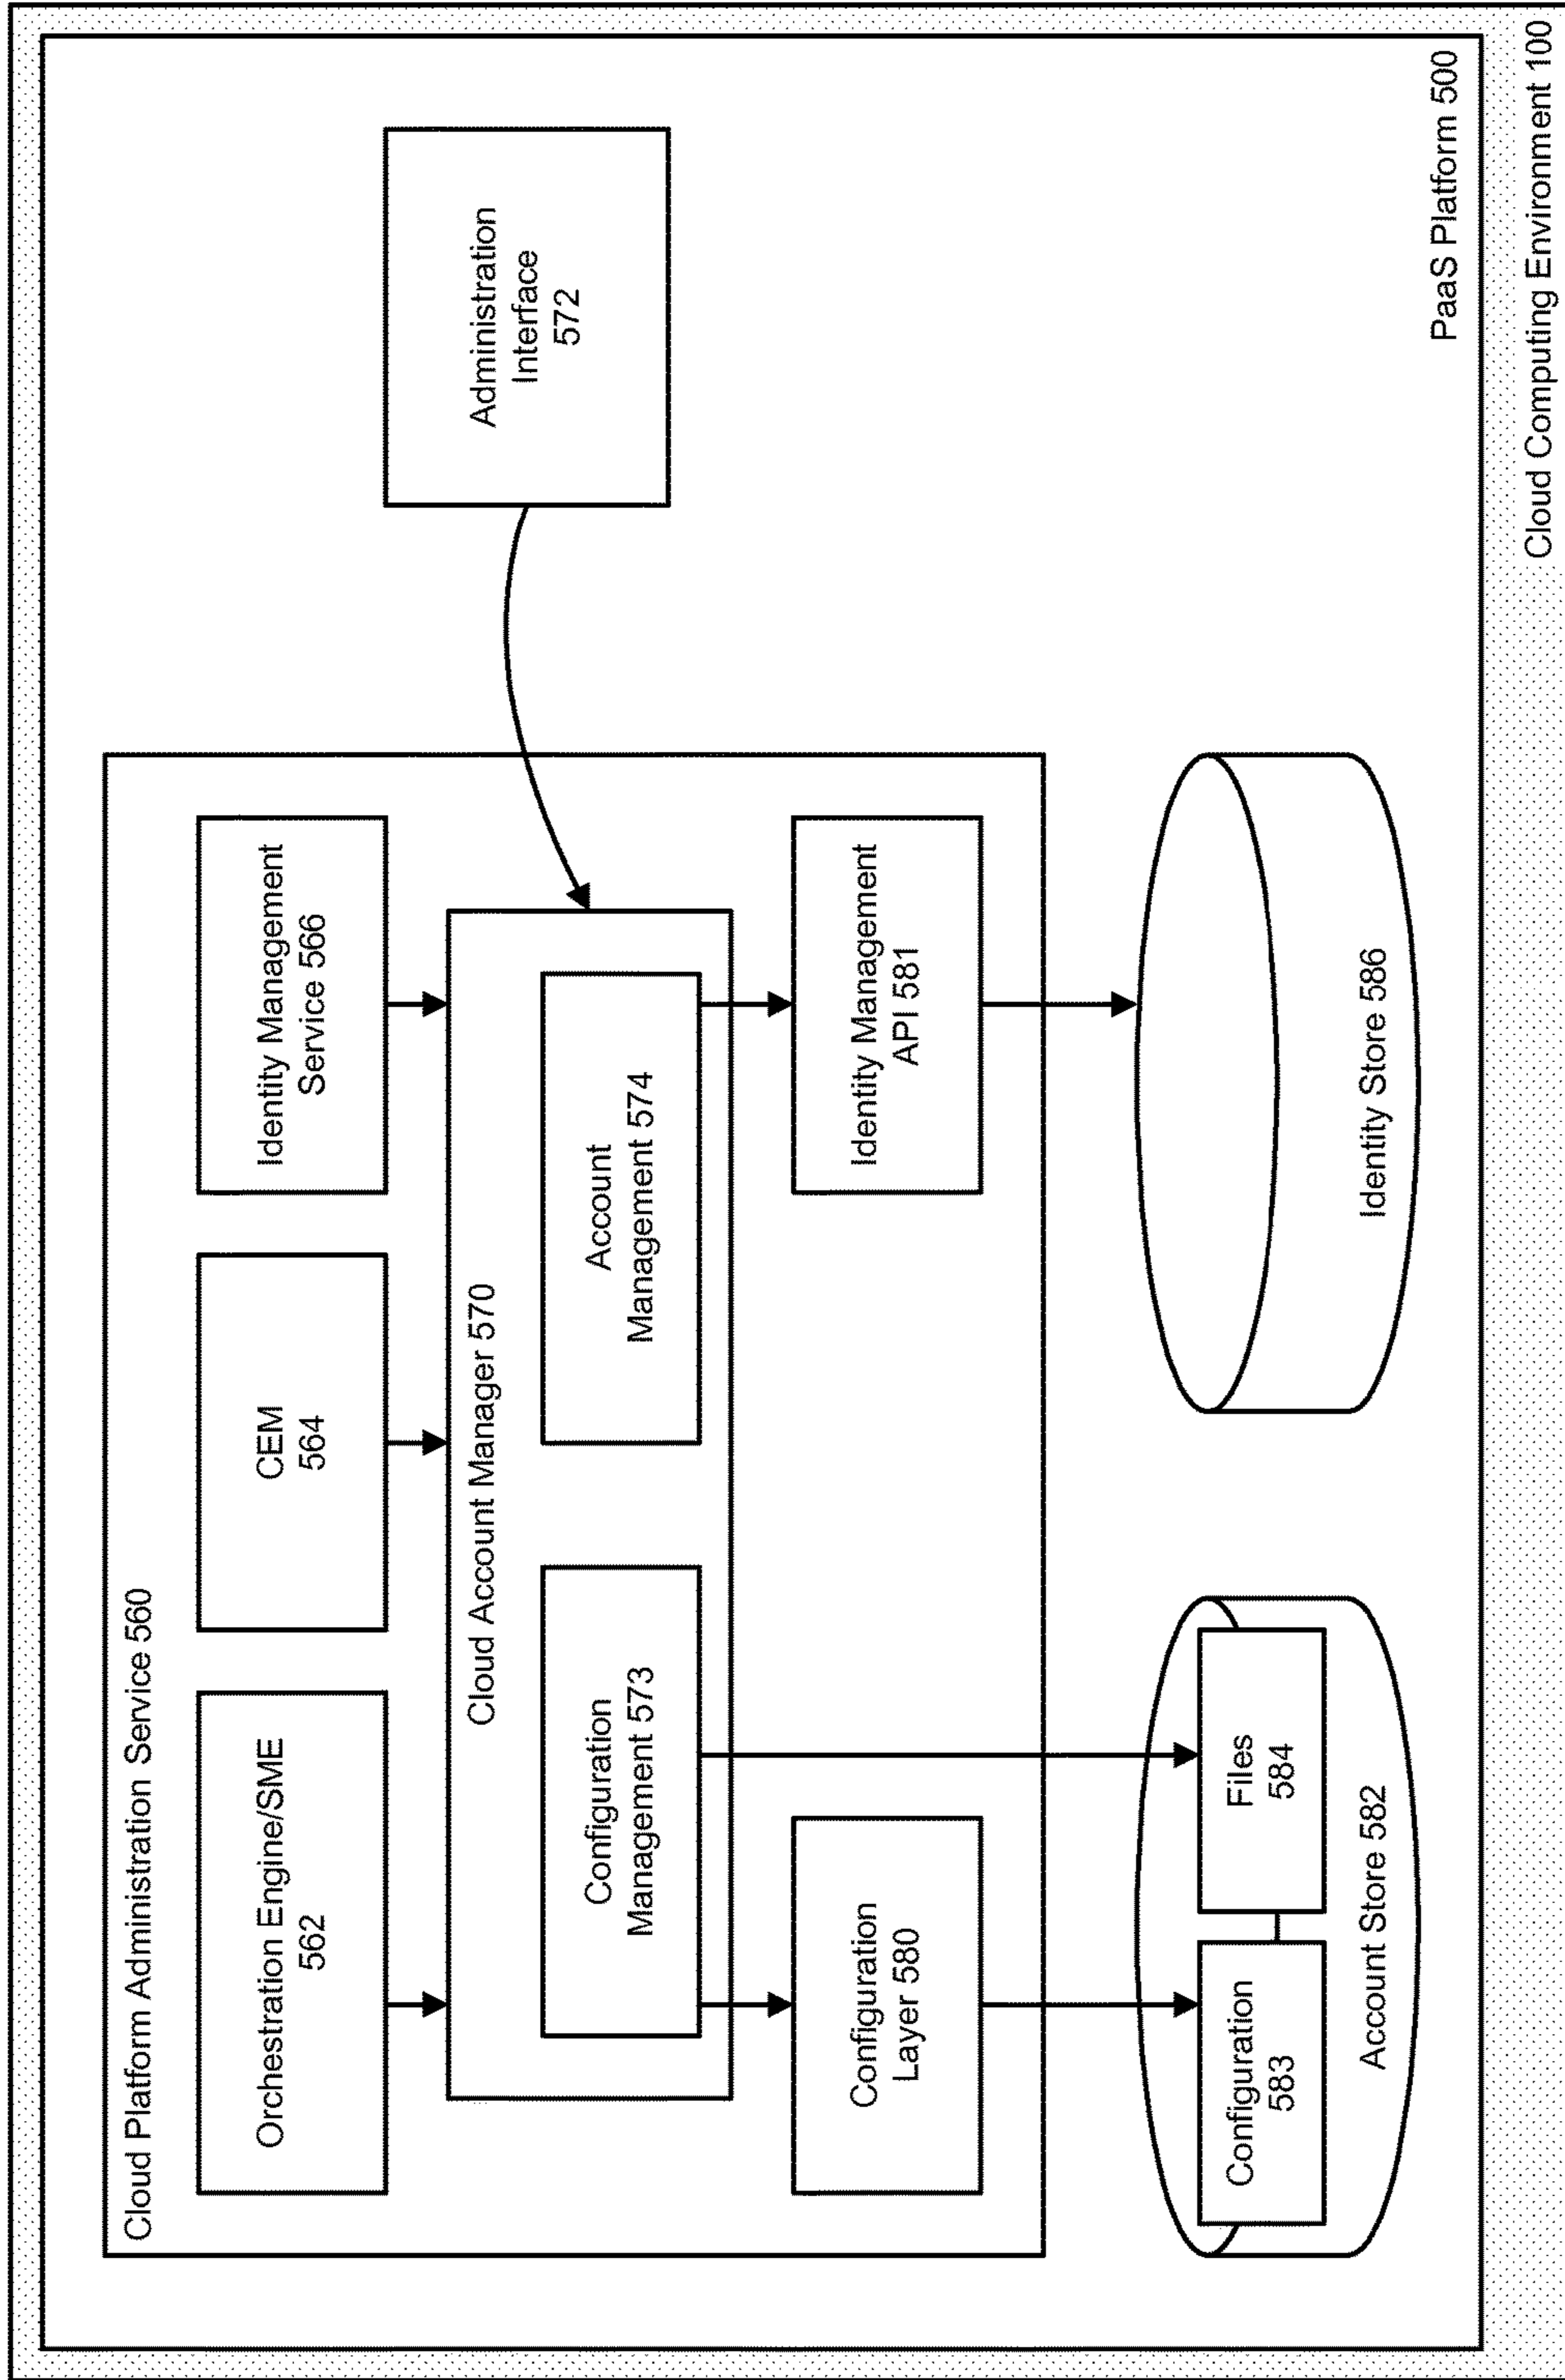 Cloud Platform Administration Service 560
Orchestration Engine/SME
562
CEM
564
Identity Management
Service 566
Cloud Account Manager 570
Configuration
Management 573
Account
Management 574
Administration
Interface
572
Configuration
Layer 580
Identity Management
API 581
Configuration
583
Files
584
Account Store 582
Identity Store 586
PaaS Platform 500
Cloud Computing Environment 100